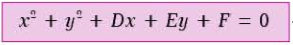 x² + y² + Dx + Ey + F = 0